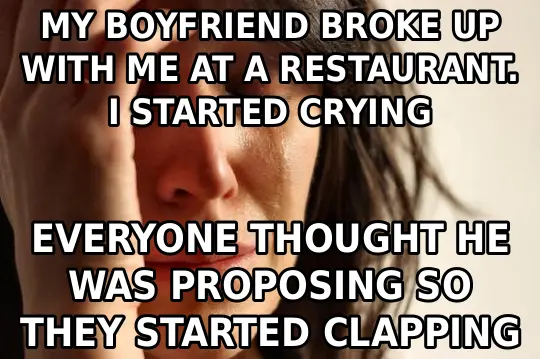 MY BOYFRIEND BROKE UP
WITH ME AT A RESTAURANT.
I STARTED CRYING
EVERYONE THOUGHT HE
WAS PROPOSING SO
THEY STARTED CLAPPING